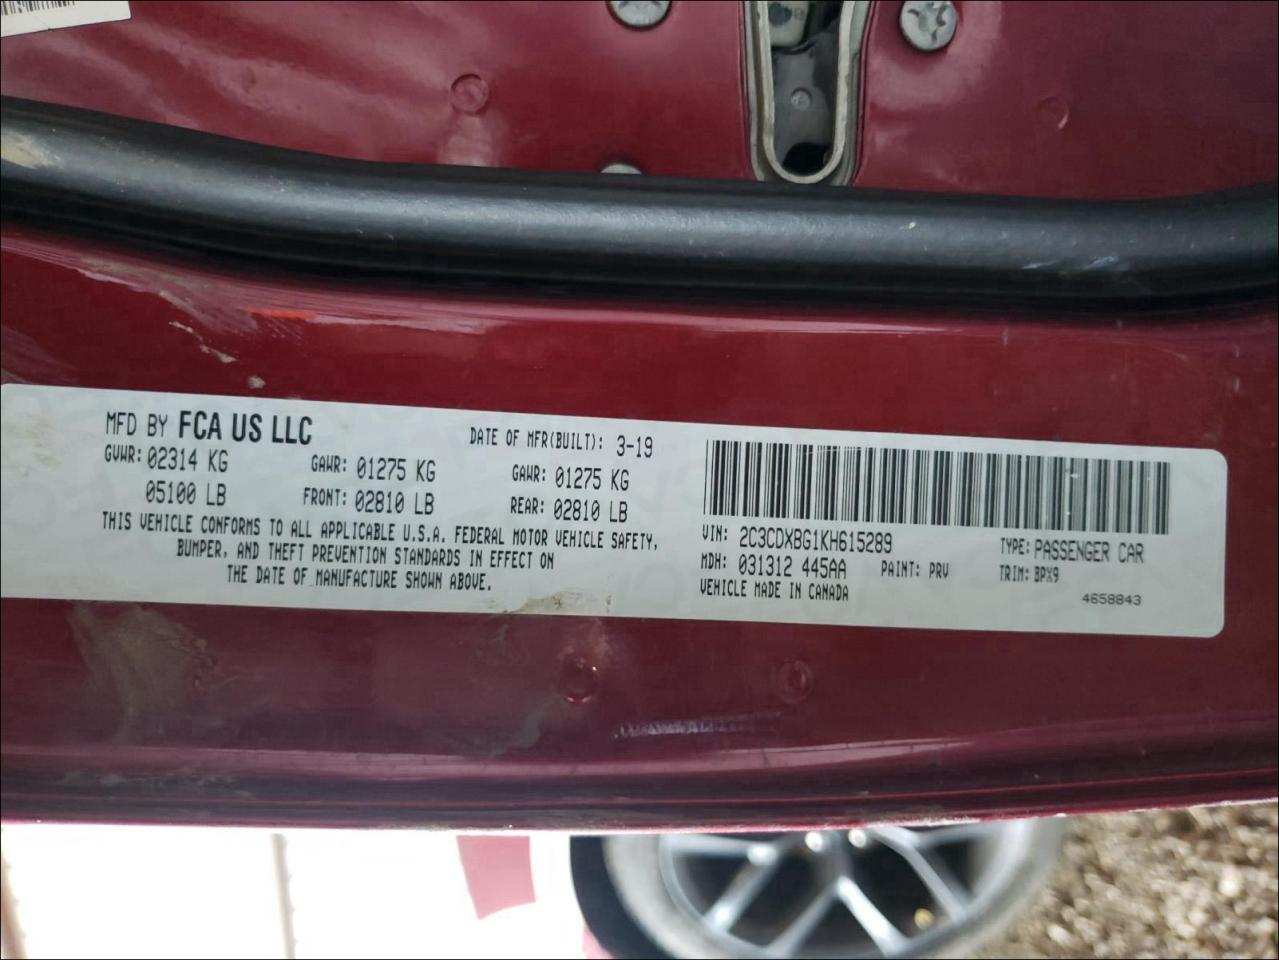 MFD BY FCA US LLC
DATE OF MFR(BUILT): 3-19
GVWR: 02314 KG GAWR: 01275 KG GAWR: 01275 KG
05100 LB FRONT: 02810 LB REAR: 02810 LB
THIS VEHICLE CONFORMS TO ALL APPLICABLE U.S.A. FEDERAL MOTOR VEHICLE SAFETY,
BUMPER, AND THEFT PREVENTION STANDARDS IN EFFECT ON
THE DATE OF MANUFACTURE SHOWN ABOVE.
VIN: 2C3CDXBG1KH615289 TYPE: PASSENGER CAR
MDH: 031312 445AA PAINT: PRV TRIM: BPX9
VEHICLE MADE IN CANADA
4658843